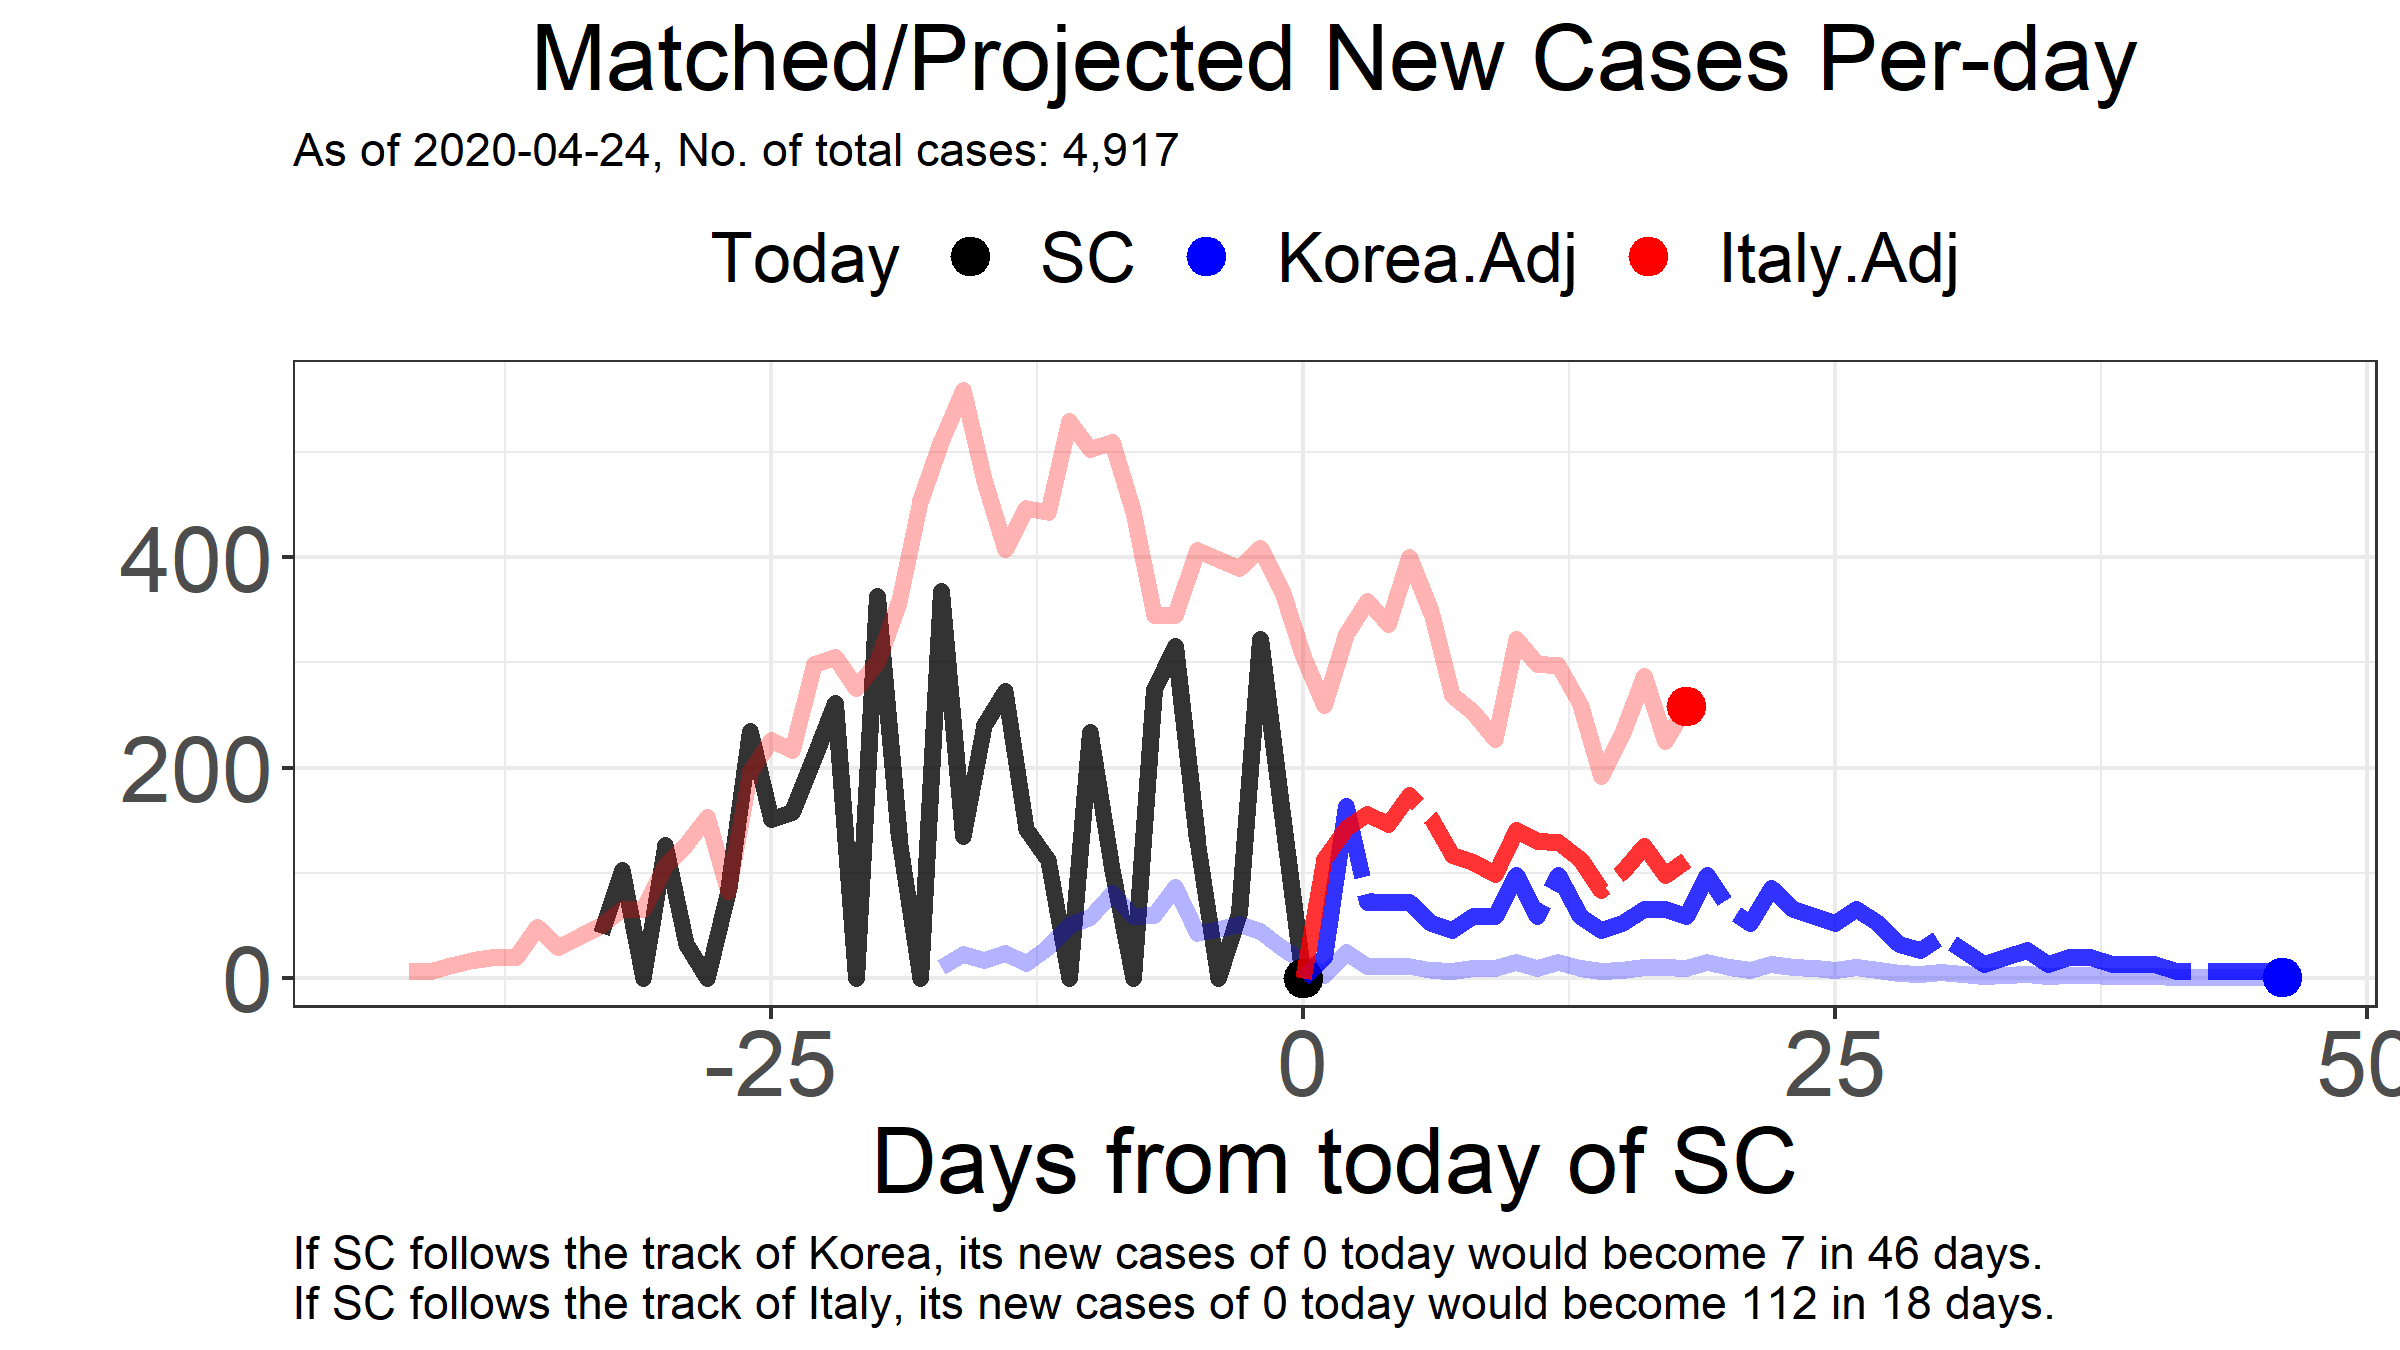 Matched/Projected New Cases Per-day
As of 2020-04-24, No. of total cases: 4,917
Today SC Korea.Adj Italy.Adj
400
200
0
-25 0 25 50
Days from today of SC
If SC follows the track of Korea, its new cases of 0 today would become 7 in 46 days.
If SC follows the track of Italy, its new cases of 0 today would become 112 in 18 days.